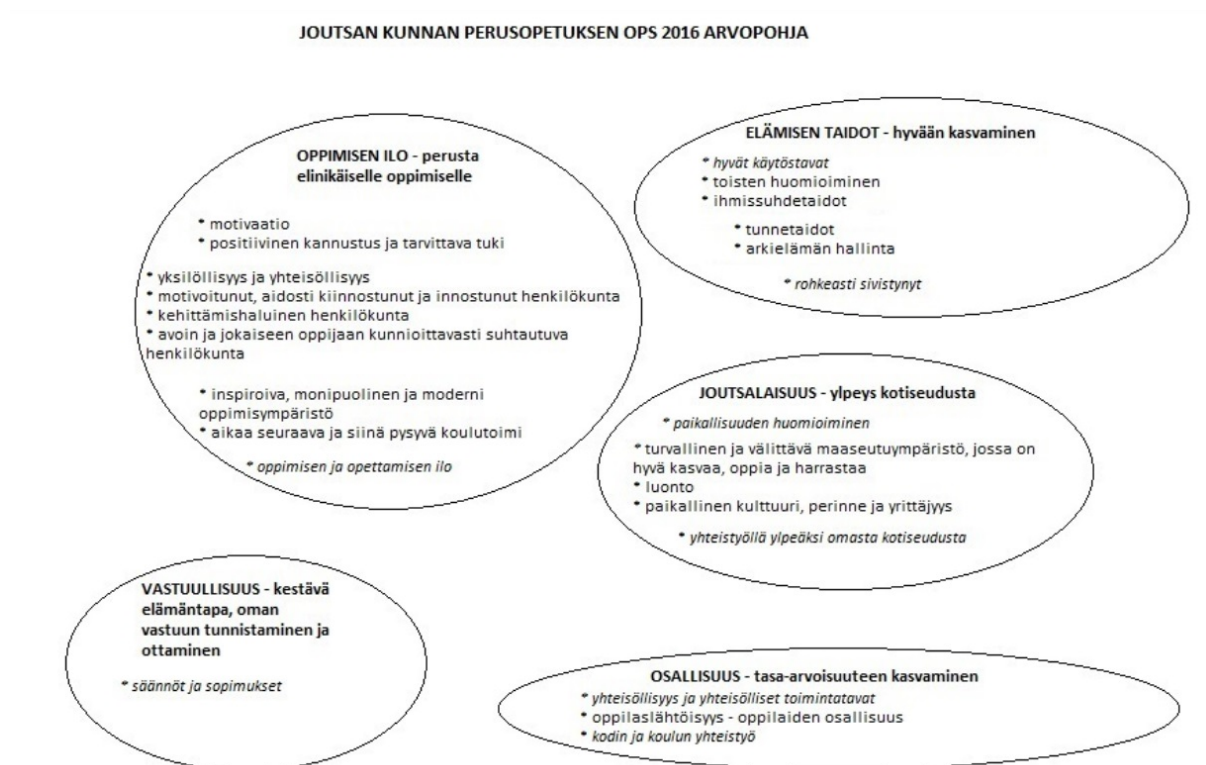 JOUTSAN KUNNAN PERUSOPETUKSEN OPS 2016 ARVOPOHJA
OPPIMISEN ILO - perusta
elinikäiselle oppimiselle
* motivaatio
* positiivinen kannustus ja tarvittava tuki
* yksilöllisyys ja yhteisöllisyys
* motivoitunut, aidosti kiinnostunut ja innostunut henkilökunta
* kehittämishaluinen henkilökunta
* avoin ja jokaiseen oppijaan kunnioittavasti suhtautuva
henkilökunta
* inspiroiva, monipuolinen ja moderni
oppimisympäristö
* aikaa seuraava ja siinä pysyvä koulutoimi
* oppimisen ja opettamisen ilo
ELÄMISEN TAIDOT - hyvään kasvaminen
* hyvät käytöstavat
* toisten huomioiminen
* ihmissuhdetaidot
* tunnetaidot
* arkielämän hallinta
* rohkeasti sivistynyt
JOUTSALAISUUS - ylpeys kotiseudusta
* paikallisuuden huomioiminen
* turvallinen ja välittävä maaseutuympäristö, jossa on
hyvä kasvaa, oppia ja harrastaa
* luonto
* paikallinen kulttuuri, perinne ja yrittäjyys
* yhteistyöllä ylpeäksi omasta kotiseudusta
VASTUULLISUUS - kestävä
elämäntapa, oman
vastuun tunnistaminen ja
ottaminen
* säännöt ja sopimukset
OSALLISUUS - tasa-arvoisuuteen kasvaminen
* yhteisöllisyys ja yhteisölliset toimintatavat
* oppilaslähtöisyys - oppilaiden osallisuus
* kodin ja koulun yhteistyö